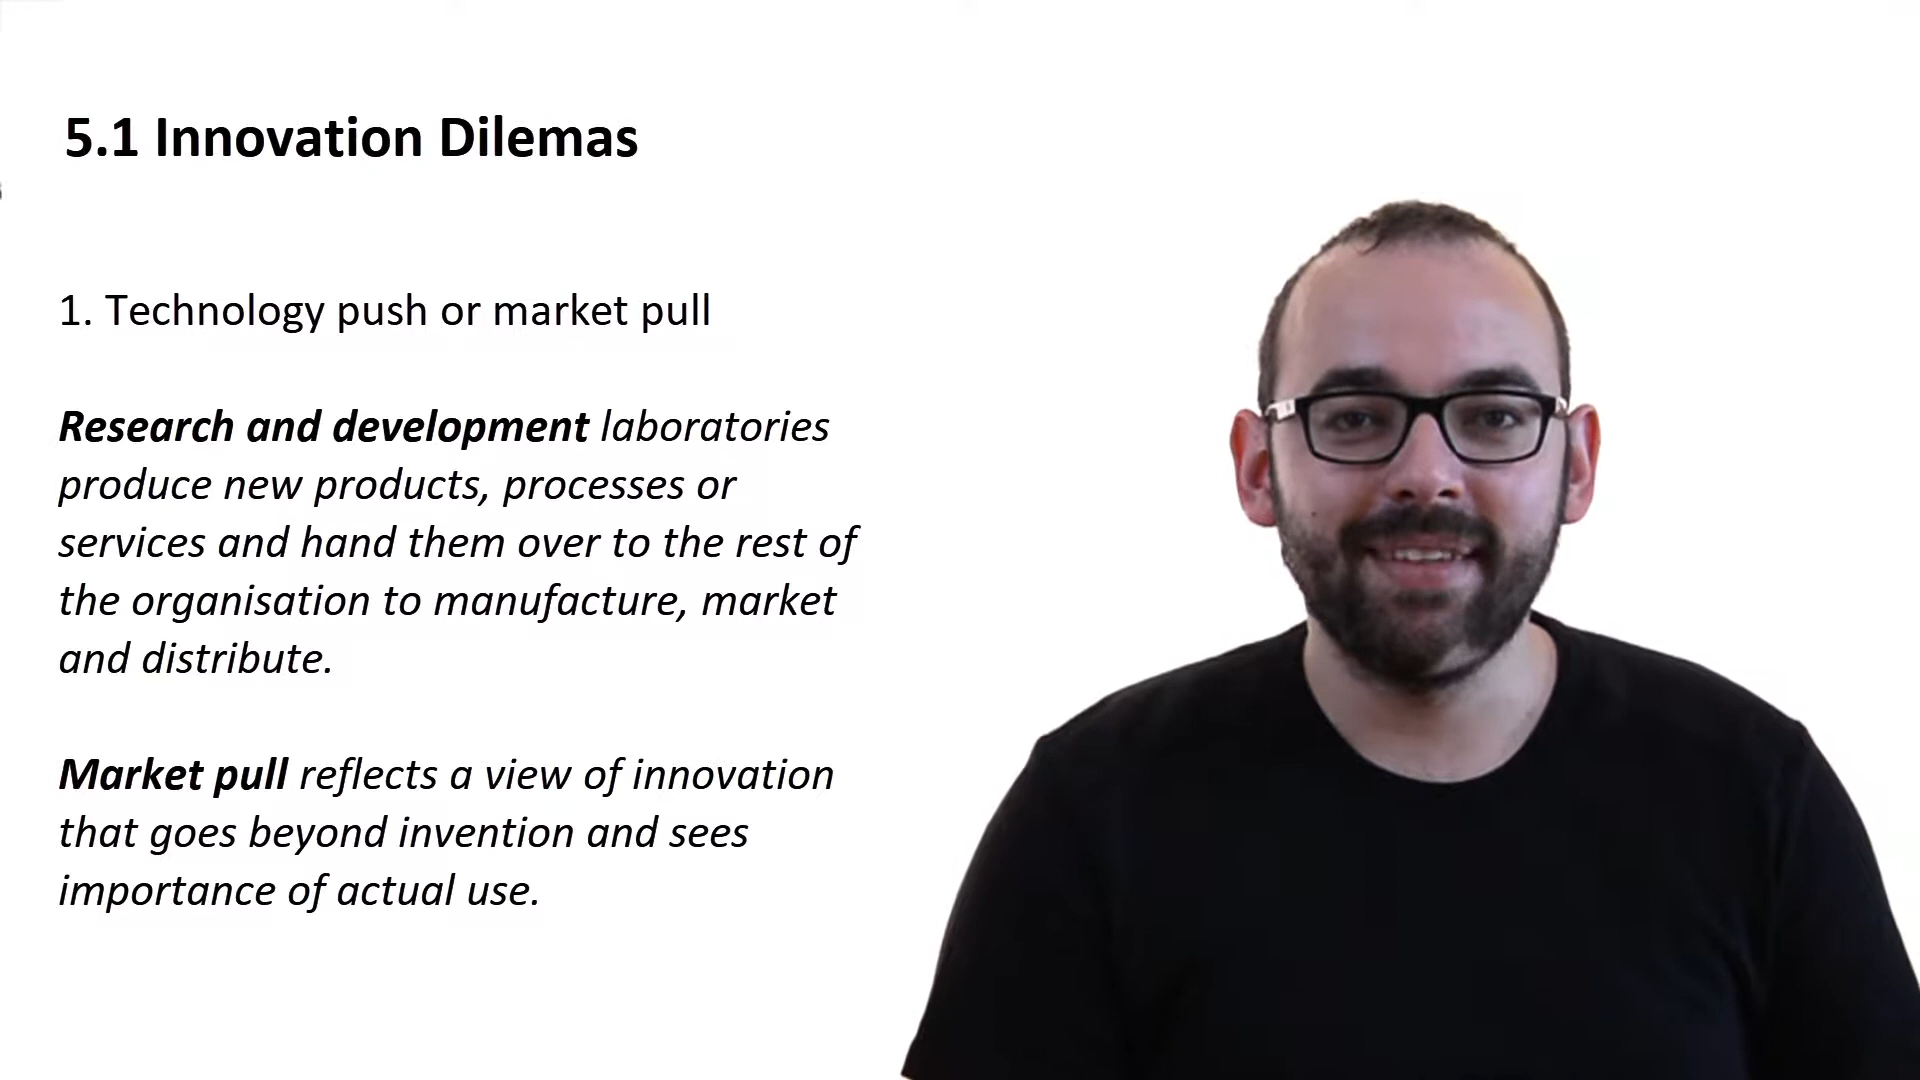 5.1 Innovation Dilemas
1. Technology push or market pull
Research and development laboratories
produce new products, processes or
services and hand them over to the rest of
the organisation to manufacture, market
and distribute.
Market pull reflects a view of innovation
that goes beyond invention and sees
importance of actual use.